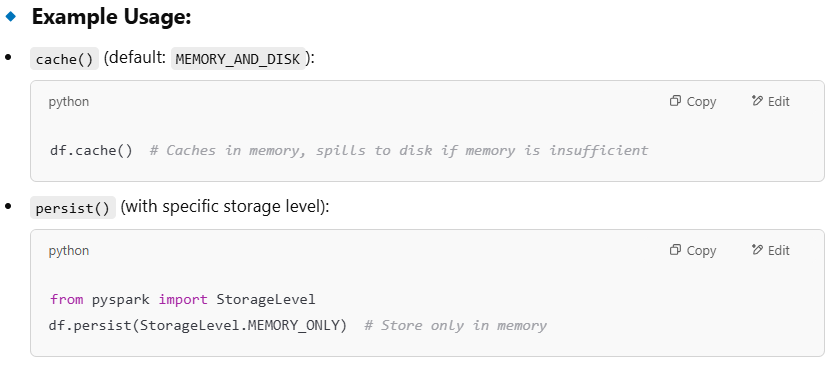 Example Usage:
cache() (default: MEMORY_AND_DISK):
python
Copy
Edit
df.cache()  # Caches in memory, spills to disk if memory is insufficient
persist() (with specific storage level):
python
Copy
Edit
from pyspark import StorageLevel
df.persist(StorageLevel.MEMORY_ONLY)  # Store only in memory